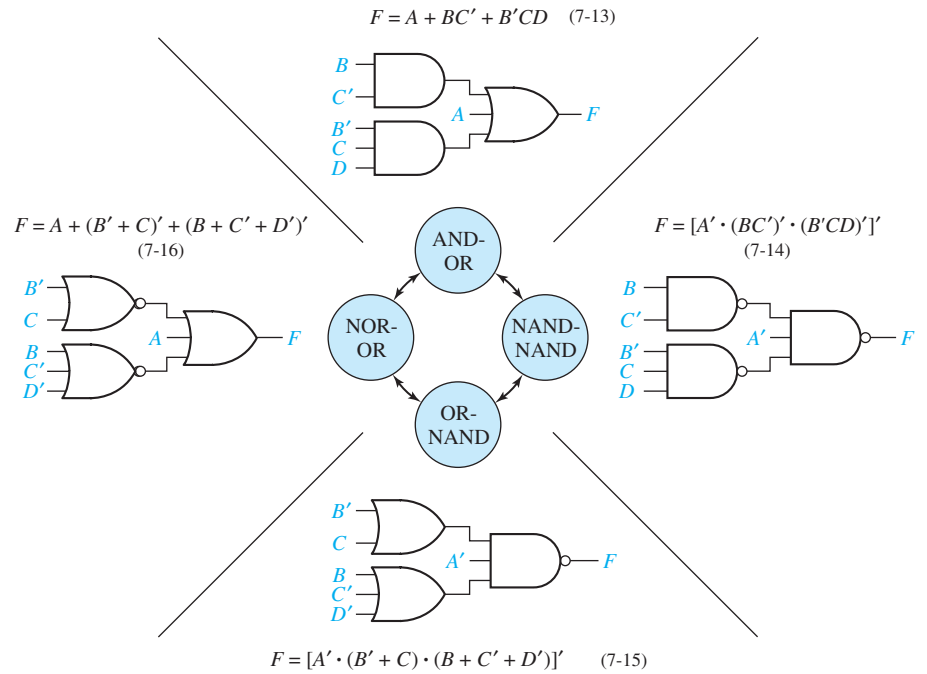 F = A + BC′ + B′CD (7-13)
B
C′
A
F
B′
C
D
F = A + (B′ + C)′ + (B + C′ + D′)′
(7-16)
B′
C
A
F
B
C′
D′
AND-
OR
NOR-
OR
NAND-
NAND
OR-
NAND
F = [A′ · (BC′)′ · (B′CD)′]′
(7-14)
B
C′
A′
F
B′
C
D
B′
C
A′
F
B
C′
D′
F = [A′ · (B′ + C) · (B + C′ + D′)]′ (7-15)